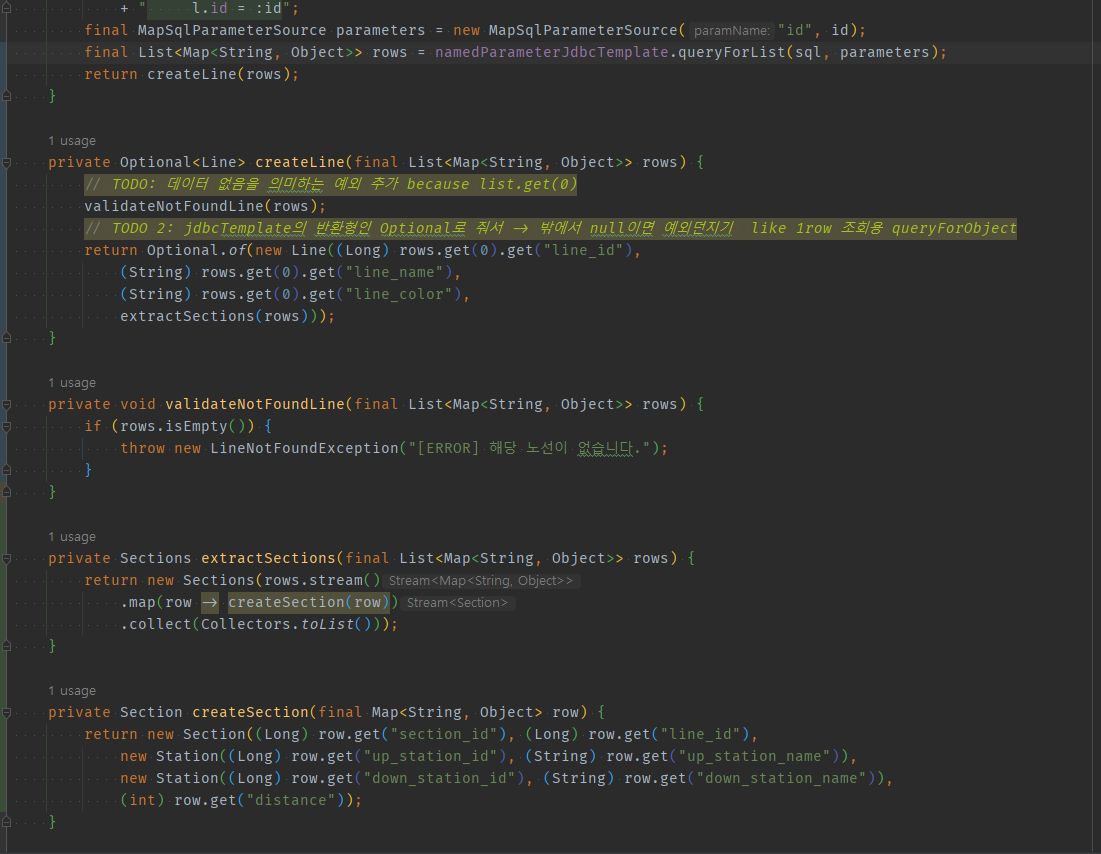 + "     l.id = :id";
final MapSqlParameterSource parameters = new MapSqlParameterSource( paramName: "id", id);
final List<Map<String, Object>> rows = namedParameterJdbcTemplate.queryForList(sql, parameters);
return createLine(rows);
}
1 usage
private Optional<Line> createLine(final List<Map<String, Object>> rows) {
// TODO: 데이터 없음을 의미하는 예외 추가 because list.get(0)
validateNotFoundLine(rows);
// TODO 2: jdbcTemplate의 반환형인 Optional로 줘서 -> 밖에서 null이면 예외던지기  like 1row 조회용 queryForObject
return Optional.of(new Line((Long) rows.get(0).get("line_id"),
(String) rows.get(0).get("line_name"),
(String) rows.get(0).get("line_color"),
extractSections(rows)));
}
1 usage
private void validateNotFoundLine(final List<Map<String, Object>> rows) {
if (rows.isEmpty()) {
throw new LineNotFoundException("[ERROR] 해당 노선이 없습니다.");
}
}
1 usage
private Sections extractSections(final List<Map<String, Object>> rows) {
return new Sections(rows.stream() Stream<Map<String, Object>>
.map(row -> createSection(row)) Stream<Section>
.collect(Collectors.toList()));
}
1 usage
private Section createSection(final Map<String, Object> row) {
return new Section((Long) row.get("section_id"), (Long) row.get("line_id"),
new Station((Long) row.get("up_station_id"), (String) row.get("up_station_name")),
new Station((Long) row.get("down_station_id"), (String) row.get("down_station_name")),
(int) row.get("distance"));
}